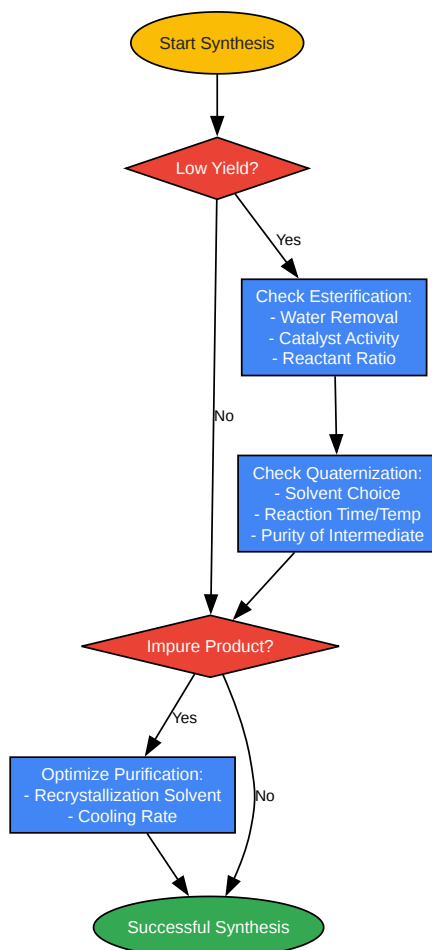 Start Synthesis
Low Yield?
Yes
Check Esterification:
- Water Removal
- Catalyst Activity
- Reactant Ratio
No
Check Quaternization:
- Solvent Choice
- Reaction Time/Temp
- Purity of Intermediate
Impure Product?
Yes
Optimize Purification:
- Recrystallization Solvent
- Cooling Rate
No
Successful Synthesis